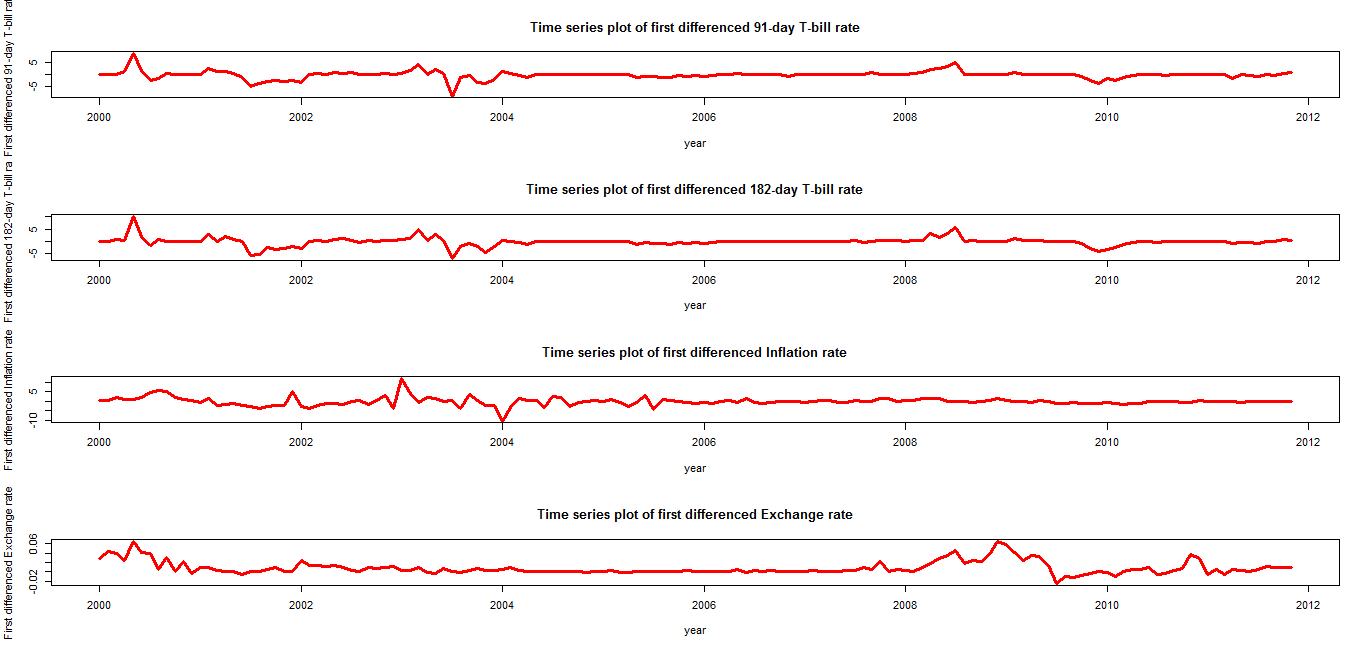 Time series plot of first differenced 91-day T-bill rate
First differenced 91-day T-bill rate
5
-5
2000 2002 2004 2006 2008 2010 2012
year
Time series plot of first differenced 182-day T-bill rate
First differenced 182-day T-bill ra
5
-5
2000 2002 2004 2006 2008 2010 2012
year
Time series plot of first differenced Inflation rate
First differenced Inflation rate
5
-10
2000 2002 2004 2006 2008 2010 2012
year
Time series plot of first differenced Exchange rate
First differenced Exchange rate
0.06
-0.02
2000 2002 2004 2006 2008 2010 2012
year